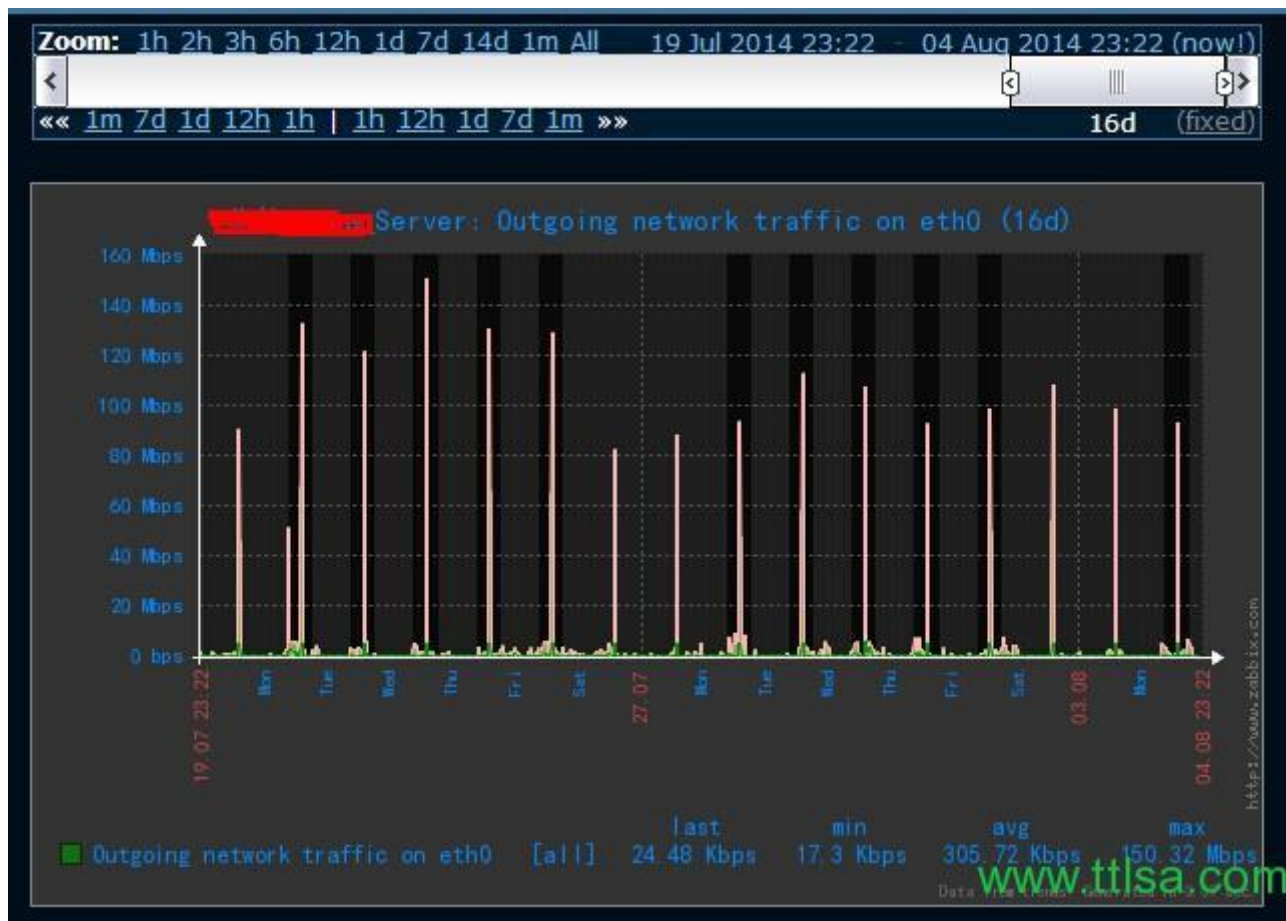 Zoom: 1h 2h 3h 6h 12h 1d 7d 14d 1m All 19 Jul 2014 23:22 - 04 Aug 2014 23:22 (now!)
«« 1m 7d 1d 12h 1h | 1h 12h 1d 7d 1m »» 16d (fixed)
Server: Outgoing network traffic on eth0 (16d)
160 Mbps
140 Mbps
120 Mbps
100 Mbps
80 Mbps
60 Mbps
40 Mbps
20 Mbps
0 bps
19.07 23:22
Mon
Tue
Wed
Thu
Fri
Sat
27.07
Mon
Tue
Wed
Thu
Fri
Sat
03.08
Mon
04.08 23:22
http://www.zabbix.com
last min avg max
Outgoing network traffic on eth0 [all] 24.48 Kbps 17.3 Kbps 305.72 Kbps 150.32 Mbps
www.ttlsa.com